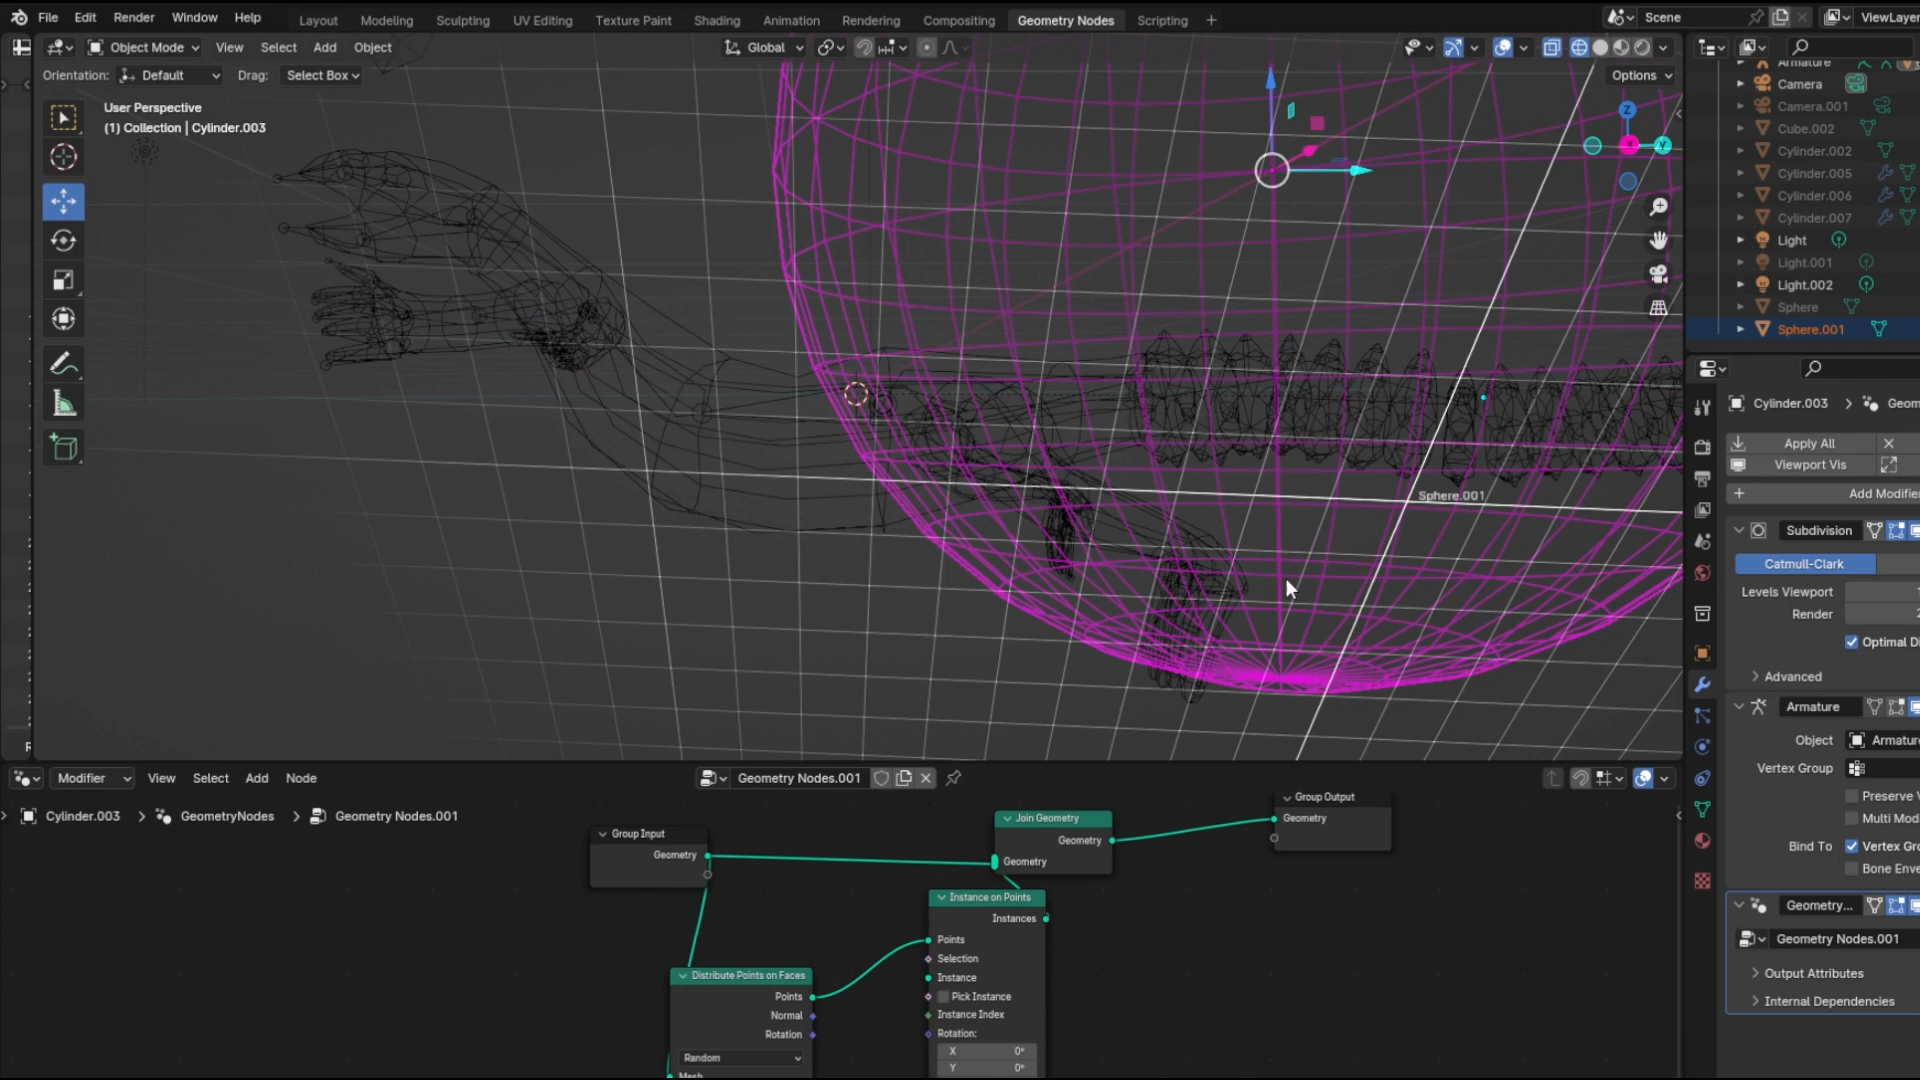 File Edit Render Window Help Layout Modeling Sculpting UV Editing Texture Paint Shading Animation Rendering Compositing Geometry Nodes Scripting + Scene ViewLayer
Object Mode View Select Add Object Global
Orientation: Default Drag: Select Box Options
User Perspective
(1) Collection | Cylinder.003
Z
Y
Sphere.001
Armature
Camera
Camera.001
Cube.002
Cylinder.002
Cylinder.005
Cylinder.006
Cylinder.007
Light
Light.001
Light.002
Sphere
Sphere.001
Cylinder.003 > Geom
Apply All
Viewport Vis
Add Modifier
Subdivision
Catmull-Clark
Levels Viewport
Render
Optimal Di
Advanced
Armature
Object Armature
Vertex Group
Preserve V
Multi Mod
Bind To Vertex Gro
Bone Enve
Geometry...
Geometry Nodes.001
Output Attributes
Internal Dependencies
Modifier View Select Add Node Geometry Nodes.001
Cylinder.003 > GeometryNodes > Geometry Nodes.001
Group Input
Geometry
Join Geometry
Geometry
Geometry
Group Output
Geometry
Instance on Points
Instances
Points
Selection
Instance
Pick Instance
Instance Index
Rotation:
X 0°
Y 0°
Distribute Points on Faces
Points
Normal
Rotation
Random
Mesh